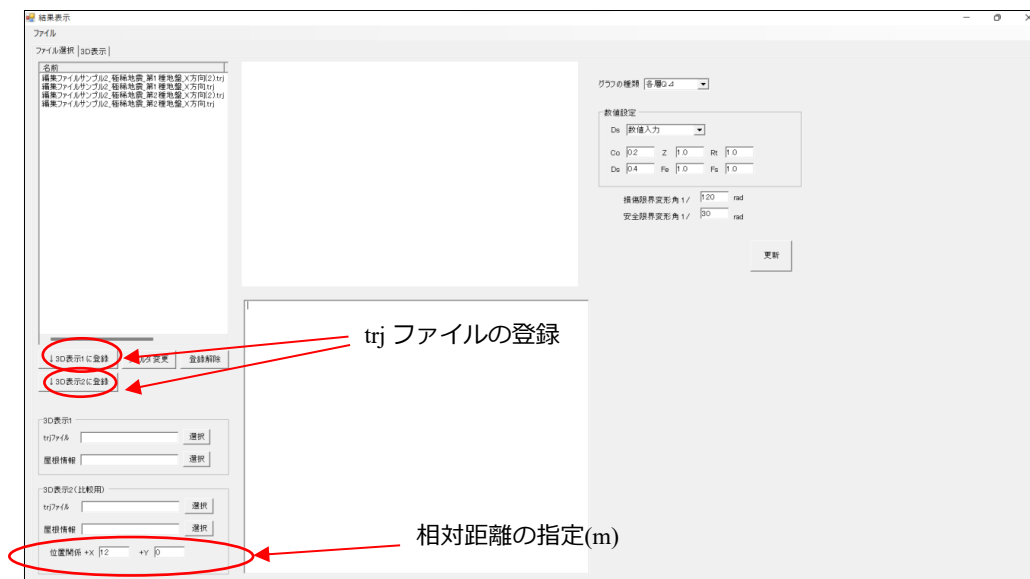 結果表示
ファイル
ファイル選択 3D表示
名前
編集ファイルサンプル2_極稀地震_第1種地盤_X方向(2).trj
編集ファイルサンプル2_極稀地震_第1種地盤_X方向.trj
編集ファイルサンプル2_極稀地震_第2種地盤_X方向(2).trj
編集ファイルサンプル2_極稀地震_第2種地盤_X方向.trj
グラフの種類 各層Q-Δ
数値設定
Ds 数値入力
Co 0.2 Z 1.0 Rt 1.0
Ds 0.4 Fe 1.0 Fs 1.0
損傷限界変形角 1/ 120 rad
安全限界変形角 1/ 30 rad
更新
trj ファイルの登録
↓3D表示1に登録 変更 登録解除
↓3D表示2に登録
3D表示1
trjファイル 選択
屋根情報 選択
3D表示2(比較用)
trjファイル 選択
屋根情報 選択
位置関係 +X 12 +Y 0
相対距離の指定(m)